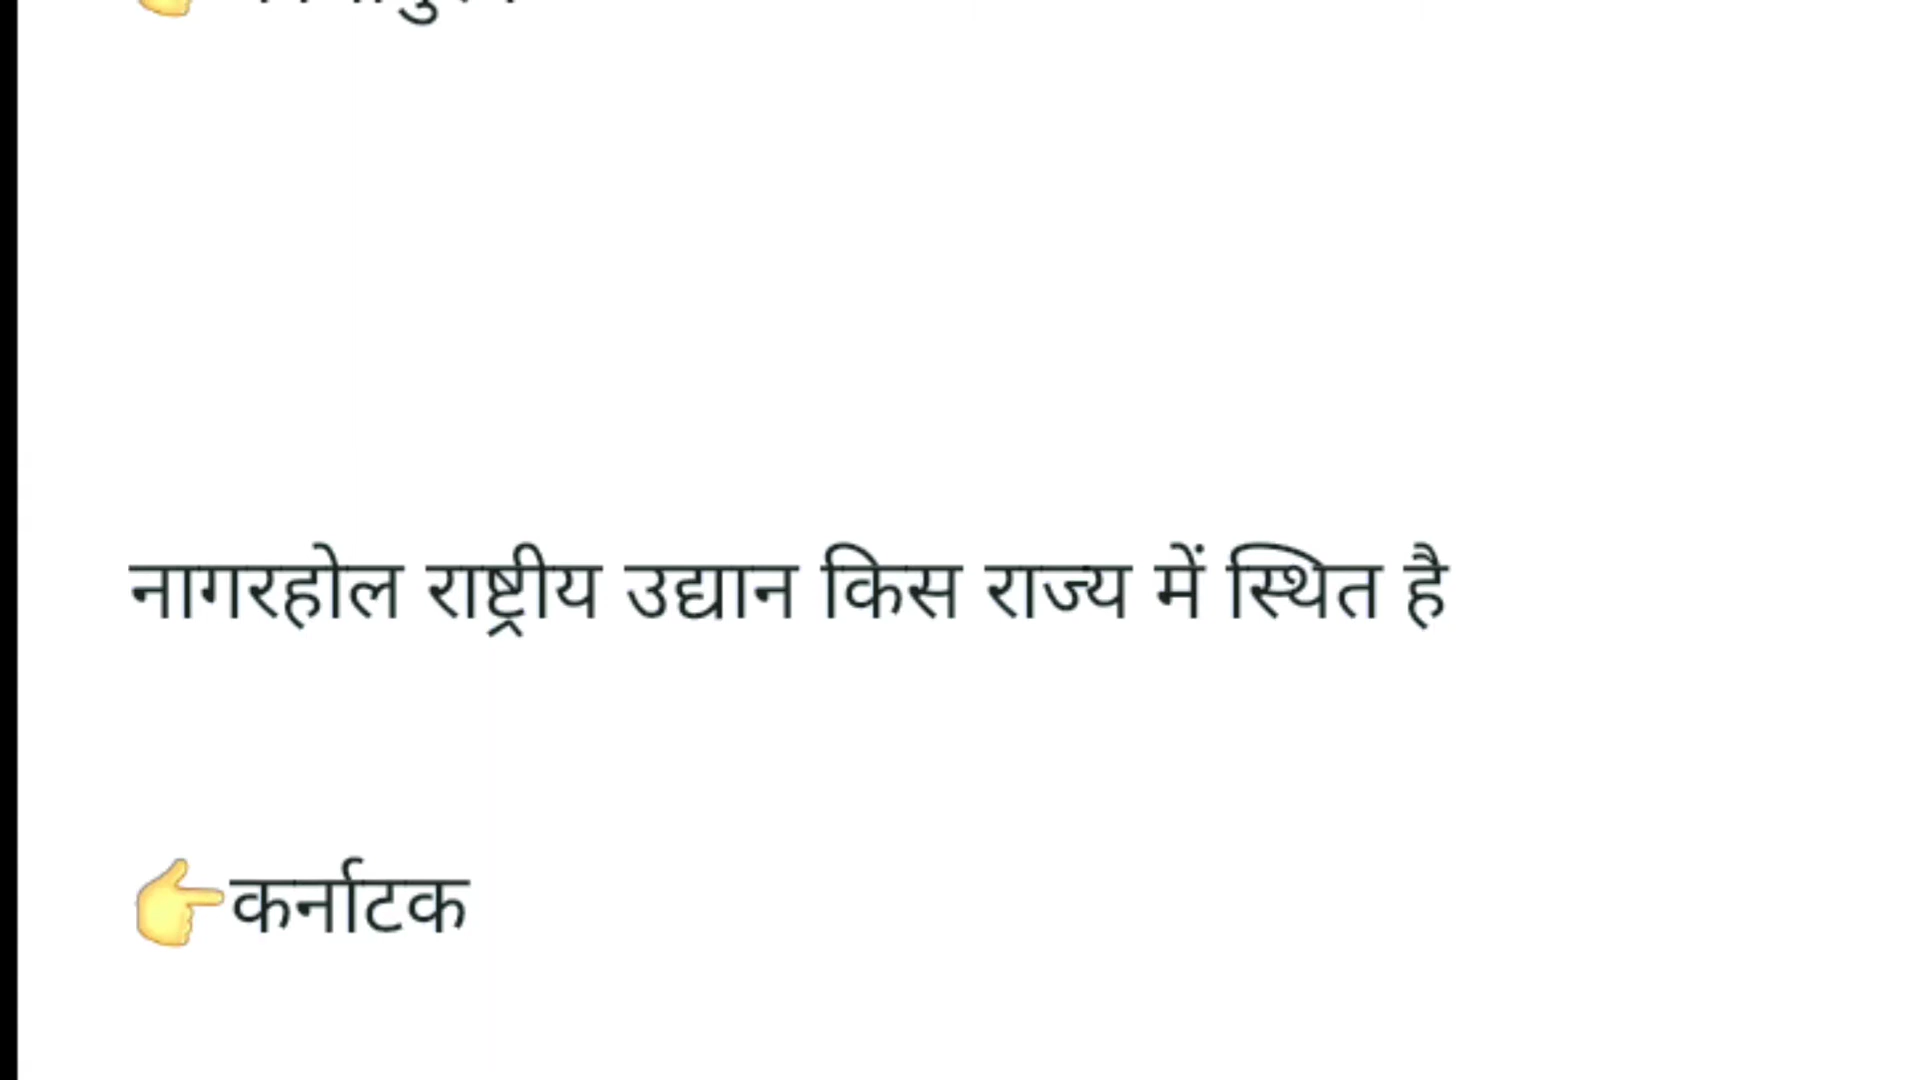 नागरहोल राष्ट्रीय उद्यान किस राज्य में स्थित है
👉कर्नाटक